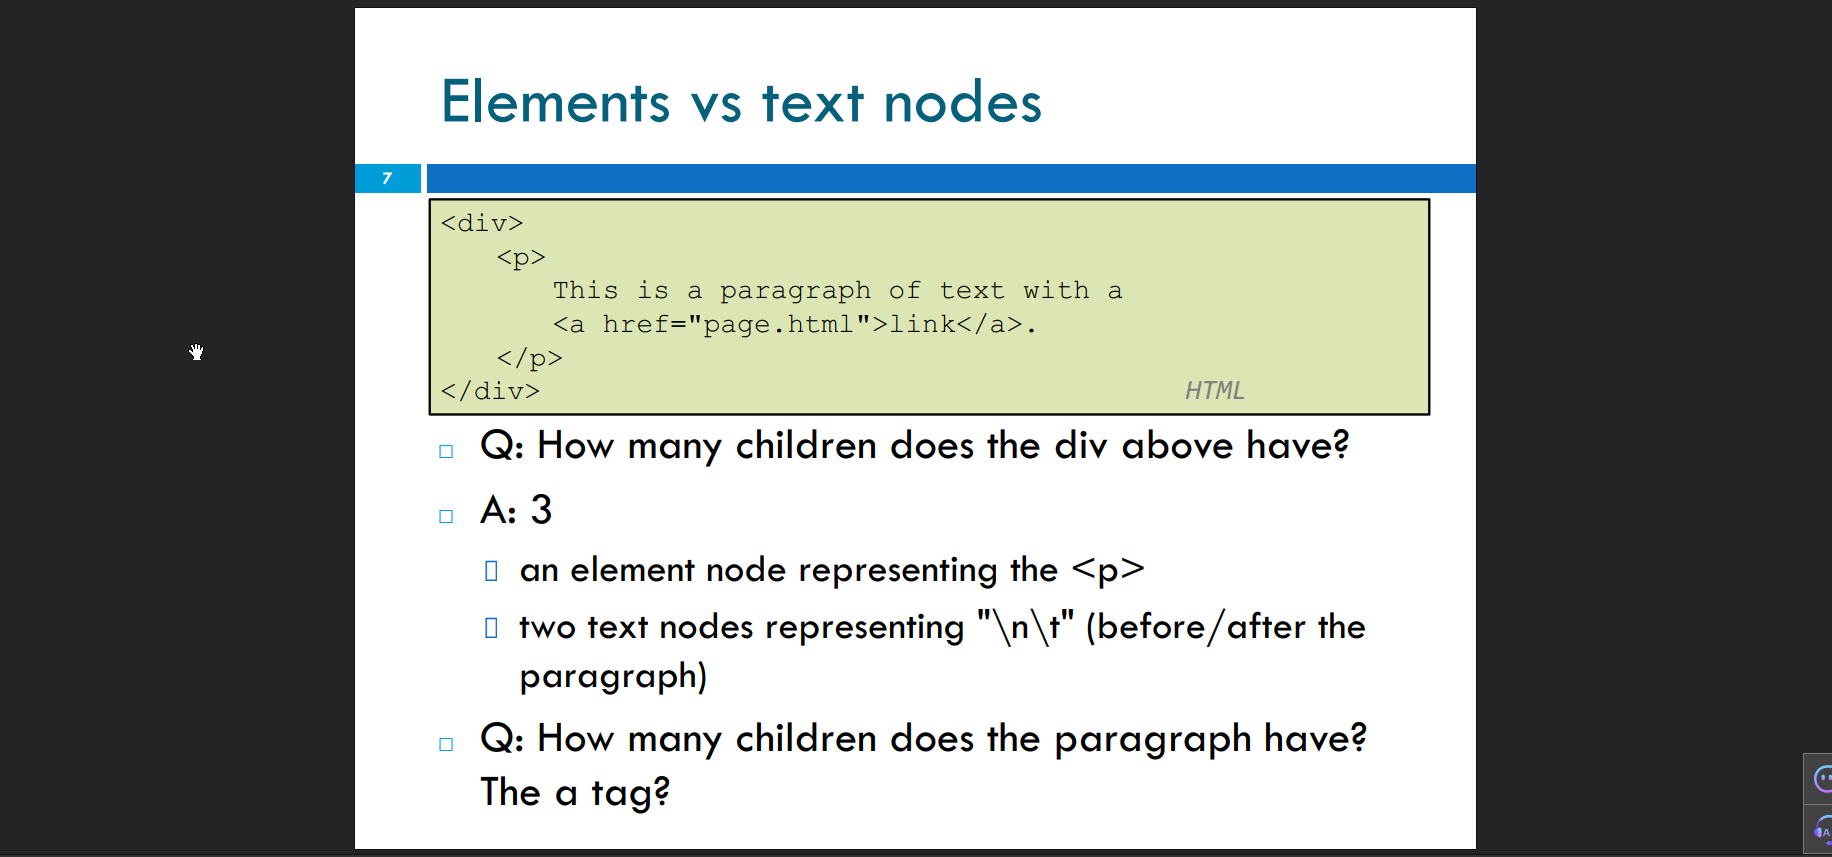 Elements vs text nodes
7
<div>
<p>
This is a paragraph of text with a
<a href="page.html">link</a>.
</p>
</div>
HTML
Q: How many children does the div above have?
A: 3
an element node representing the <p>
two text nodes representing "\n\t" (before/after the
paragraph)
Q: How many children does the paragraph have?
The a tag?
A